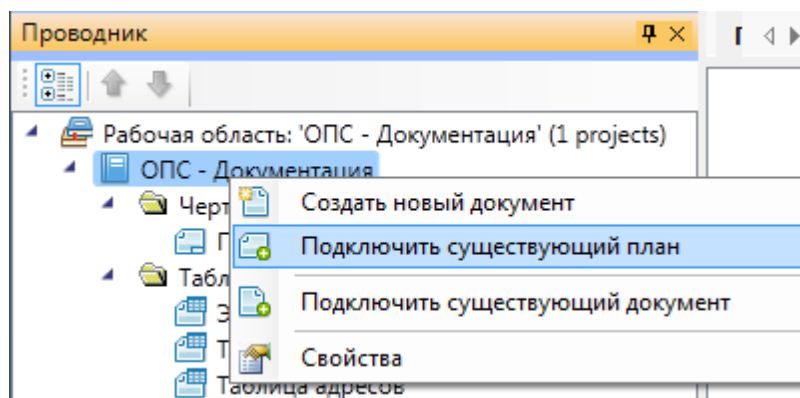 Проводник
Рабочая область: 'ОПС - Документация' (1 projects)
ОПС - Документация
Создать новый документ
Подключить существующий план
Подключить существующий документ
Свойства
Таблица адресов